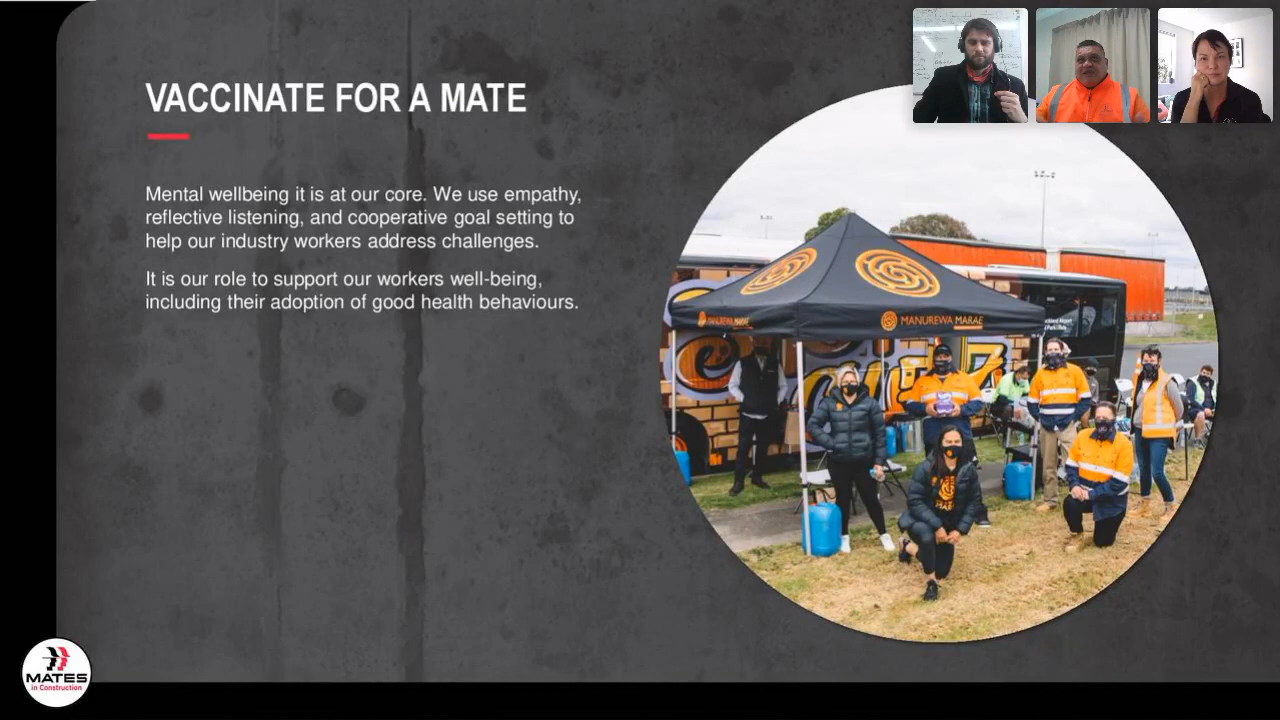 VACCINATE FOR A MATE
Mental wellbeing it is at our core. We use empathy,
reflective listening, and cooperative goal setting to
help our industry workers address challenges.
It is our role to support our workers well-being,
including their adoption of good health behaviours.
MANUREWA MARAE
MANUREWA MARAE
MATES
in Construction